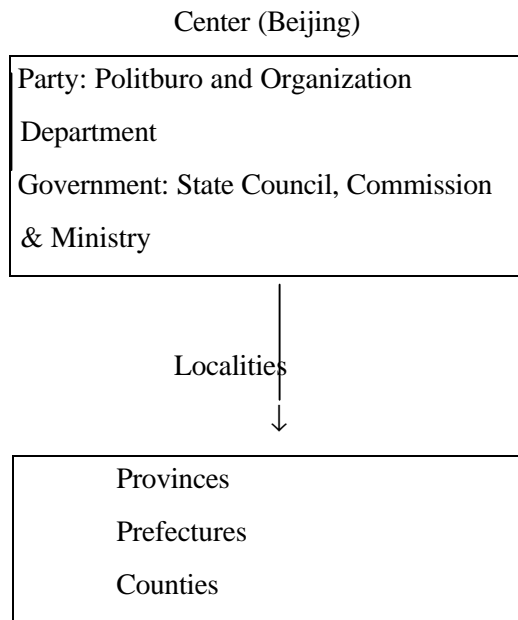 Center (Beijing)
Party: Politburo and Organization
Department
Government: State Council, Commission
& Ministry
Localities
Provinces
Prefectures
Counties